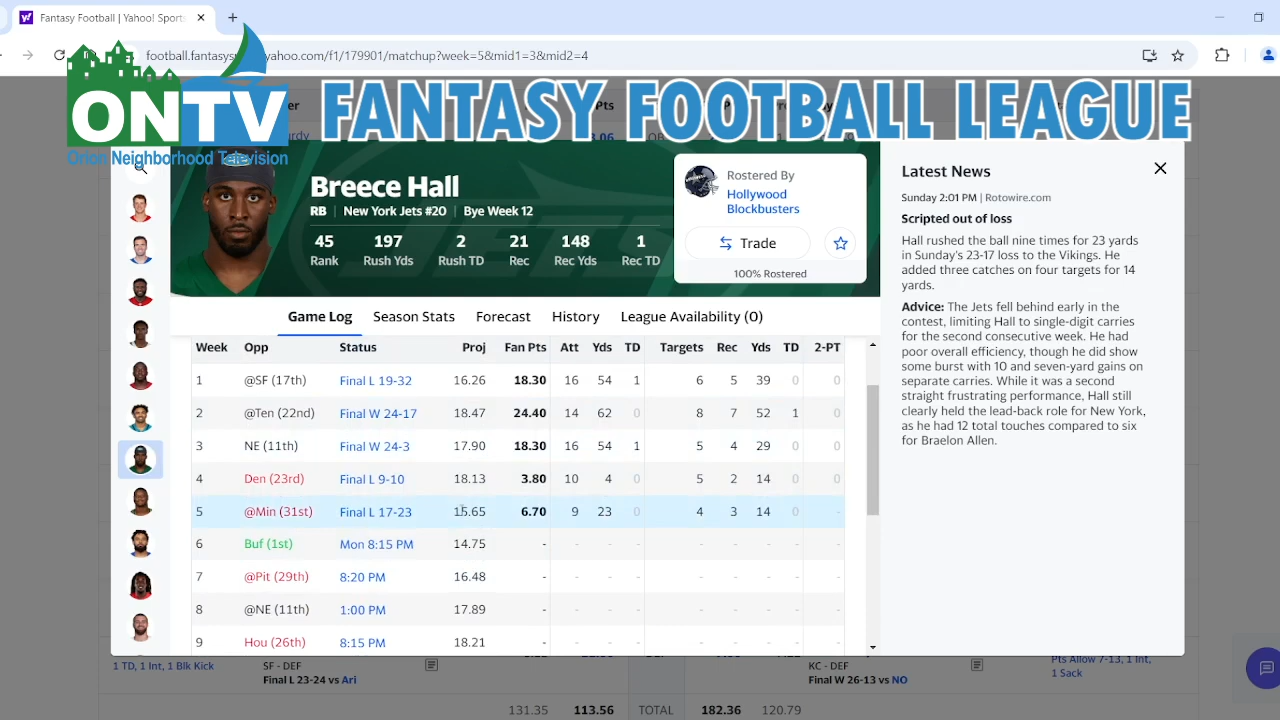 Fantasy Football | Yahoo! Sports
football.fantasys yahoo.com/f1/179901/matchup?week=5&mid1=3&mid2=4
ONTV
Orion Neighborhood Television
FANTASY FOOTBALL LEAGUE
Breece Hall
RB | New York Jets #20 | Bye Week 12
45 197 2 21 148 1
Rank Rush Yds Rush TD Rec Rec Yds Rec TD
Rostered By
Hollywood
Blockbusters
Trade
100% Rostered
Game Log Season Stats Forecast History League Availability (0)
Week Opp Status Proj Fan Pts Att Yds TD Targets Rec Yds TD 2-PT
1 @SF (17th) Final L 19-32 16.26 18.30 16 54 1 6 5 39 0 0
2 @Ten (22nd) Final W 24-17 18.47 24.40 14 62 0 8 7 52 1 0
3 NE (11th) Final W 24-3 17.90 18.30 16 54 1 5 4 29 0 0
4 Den (23rd) Final L 9-10 18.13 3.80 10 4 0 5 2 14 0 0
5 @Min (31st) Final L 17-23 15.65 6.70 9 23 0 4 3 14 0 -
6 Buf (1st) Mon 8:15 PM 14.75 - - - - - - - - -
7 @Pit (29th) 8:20 PM 16.48 - - - - - - - - -
8 @NE (11th) 1:00 PM 17.89 - - - - - - - - -
9 Hou (26th) 8:15 PM 18.21 - - - - - - - - -
Latest News
Sunday 2:01 PM | Rotowire.com
Scripted out of loss
Hall rushed the ball nine times for 23 yards
in Sunday's 23-17 loss to the Vikings. He
added three catches on four targets for 14
yards.
Advice: The Jets fell behind early in the
contest, limiting Hall to single-digit carries
for the second consecutive week. He had
poor overall efficiency, though he did show
some burst with 10 and seven-yard gains on
separate carries. While it was a second
straight frustrating performance, Hall still
clearly held the lead-back role for New York,
as he had 12 total touches compared to six
for Braelon Allen.
1 TD, 1 Int, 1 Blk Kick
SF - DEF
Final L 23-24 vs Ari
KC - DEF
Final W 26-13 vs NO
Pts Allow 7-13, 1 Int,
1 Sack
131.35 113.56 TOTAL 182.36 120.79